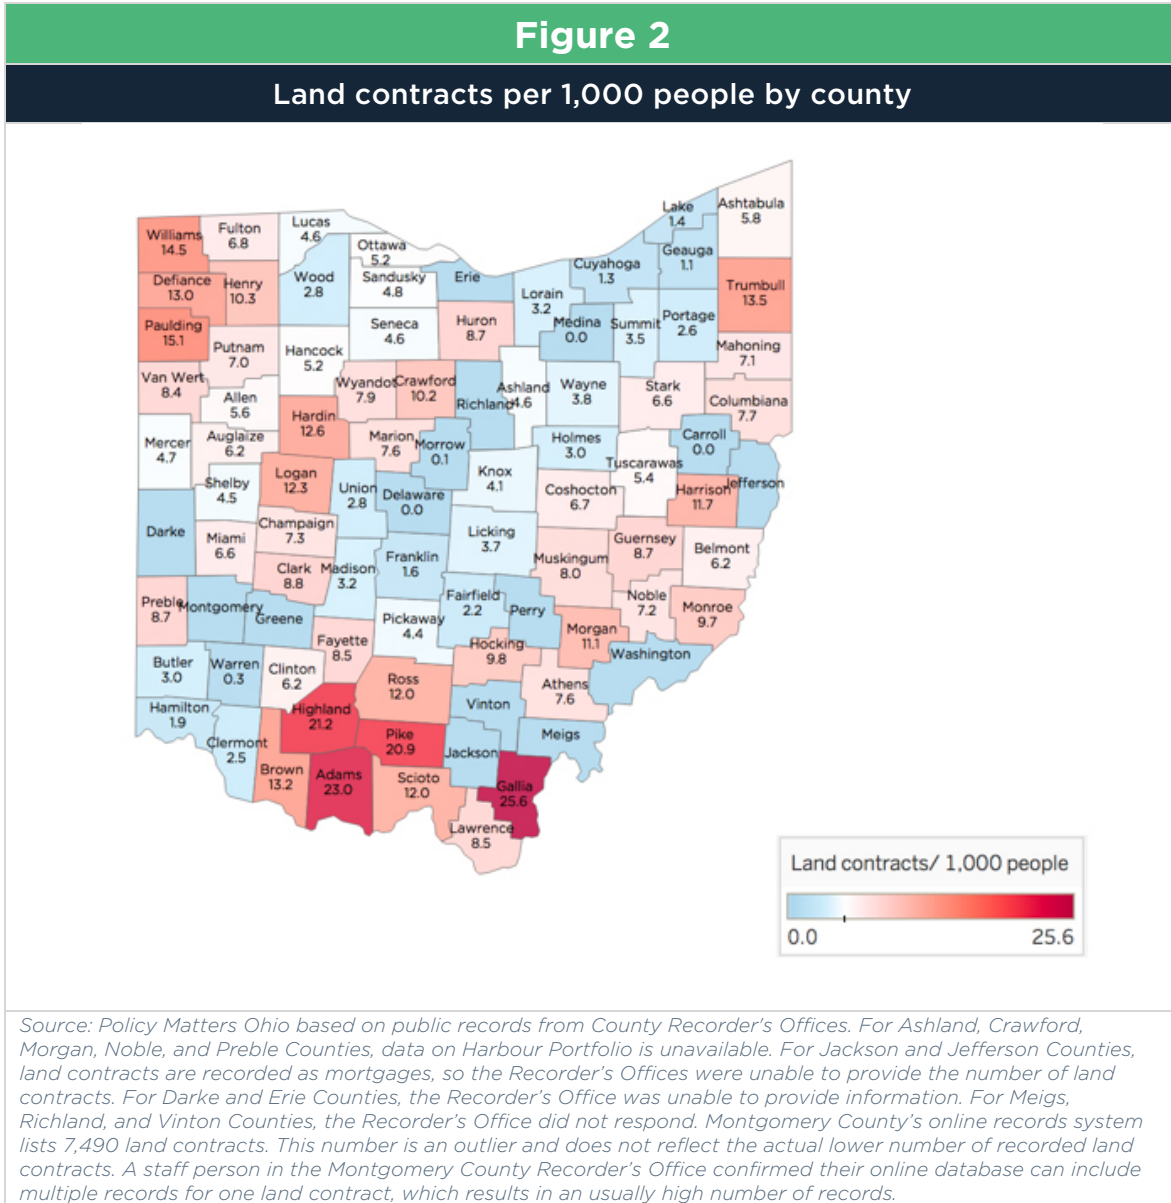 Figure 2
Land contracts per 1,000 people by county
Lake
1.4
Ashtabula
5.8
Williams
14.5
Fulton
6.8
Lucas
4.6
Ottawa
5.2
Geauga
1.1
Cuyahoga
1.3
Defiance
13.0
Henry
10.3
Wood
2.8
Sandusky
4.8
Erie
Lorain
3.2
Trumbull
13.5
Paulding
15.1
Seneca
4.6
Huron
8.7
Medina
0.0
Summit
3.5
Portage
2.6
Putnam
7.0
Hancock
5.2
Mahoning
7.1
Van Wert
8.4
Allen
5.6
Wyandot
7.9
Crawford
10.2
Richland
Ashland
4.6
Wayne
3.8
Stark
6.6
Columbiana
7.7
Hardin
12.6
Mercer
4.7
Auglaize
6.2
Marion
7.6
Morrow
0.1
Holmes
3.0
Carroll
0.0
Tuscarawas
5.4
Shelby
4.5
Logan
12.3
Union
2.8
Delaware
0.0
Knox
4.1
Coshocton
6.7
Harrison
11.7
Jefferson
Darke
Miami
6.6
Champaign
7.3
Licking
3.7
Guernsey
8.7
Belmont
6.2
Clark
8.8
Madison
3.2
Franklin
1.6
Muskingum
8.0
Preble
8.7
Montgomery
Greene
Fairfield
2.2
Perry
Noble
7.2
Monroe
9.7
Pickaway
4.4
Morgan
11.1
Fayette
8.5
Hocking
9.8
Washington
Butler
3.0
Warren
0.3
Clinton
6.2
Ross
12.0
Athens
7.6
Hamilton
1.9
Highland
21.2
Vinton
Clermont
2.5
Pike
20.9
Jackson
Meigs
Brown
13.2
Adams
23.0
Scioto
12.0
Gallia
25.6
Lawrence
8.5
Land contracts/ 1,000 people
0.0 25.6
Source: Policy Matters Ohio based on public records from County Recorder's Offices. For Ashland, Crawford,
Morgan, Noble, and Preble Counties, data on Harbour Portfolio is unavailable. For Jackson and Jefferson Counties,
land contracts are recorded as mortgages, so the Recorder's Offices were unable to provide the number of land
contracts. For Darke and Erie Counties, the Recorder's Office was unable to provide information. For Meigs,
Richland, and Vinton Counties, the Recorder's Office did not respond. Montgomery County's online records system
lists 7,490 land contracts. This number is an outlier and does not reflect the actual lower number of recorded land
contracts. A staff person in the Montgomery County Recorder's Office confirmed their online database can include
multiple records for one land contract, which results in an usually high number of records.